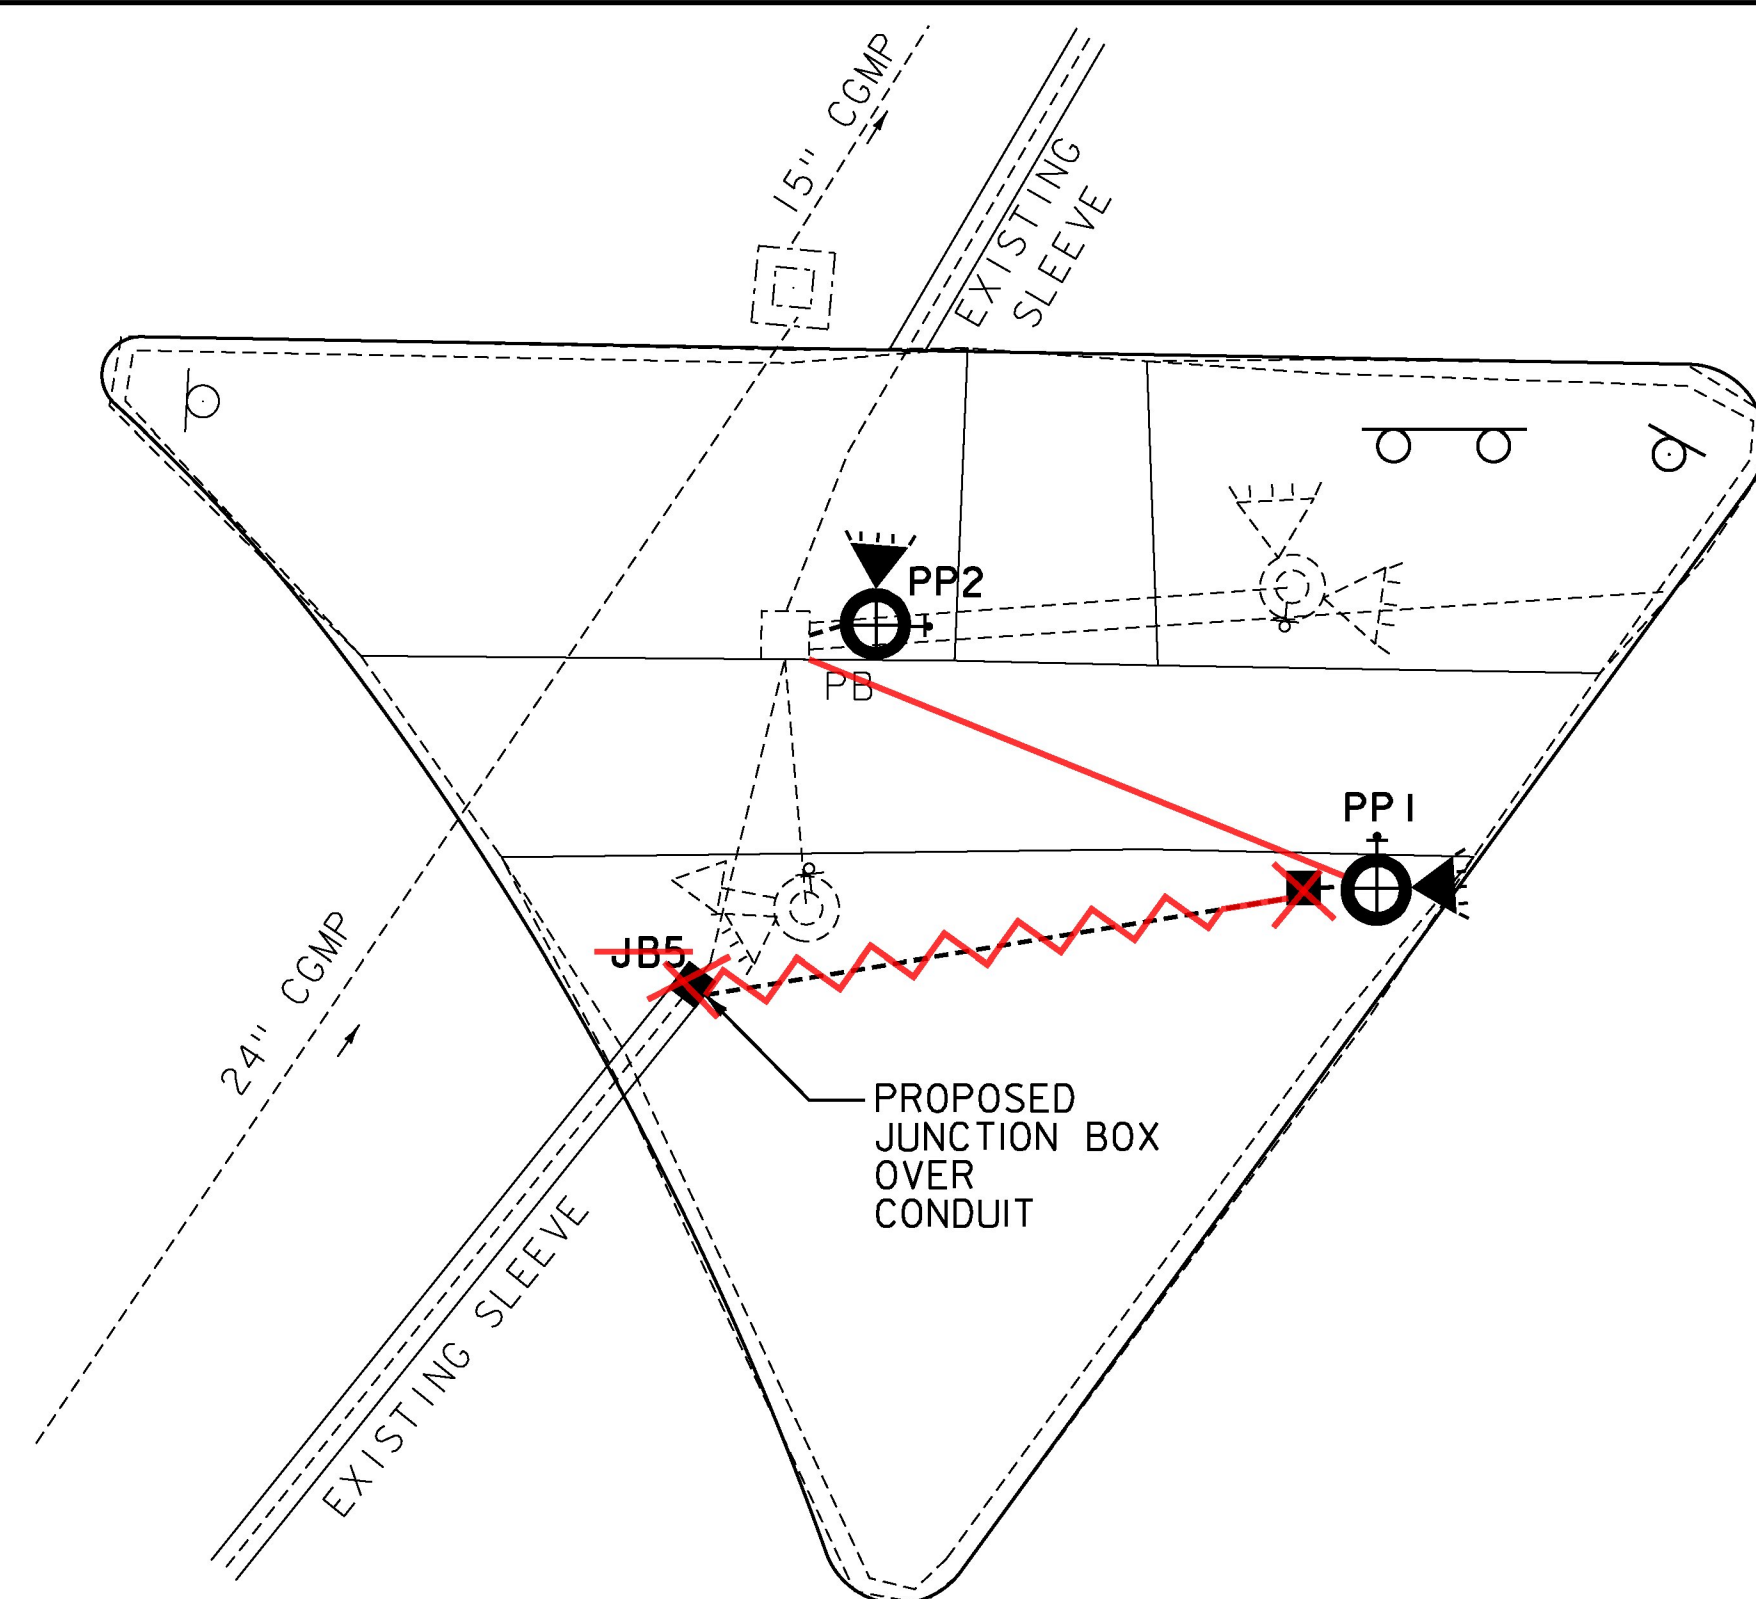 15" CGMP
EXISTING
SLEEVE
PP2
PB
PP1
JB5
24" CGMP
PROPOSED
JUNCTION BOX
OVER
CONDUIT
EXISTING SLEEVE